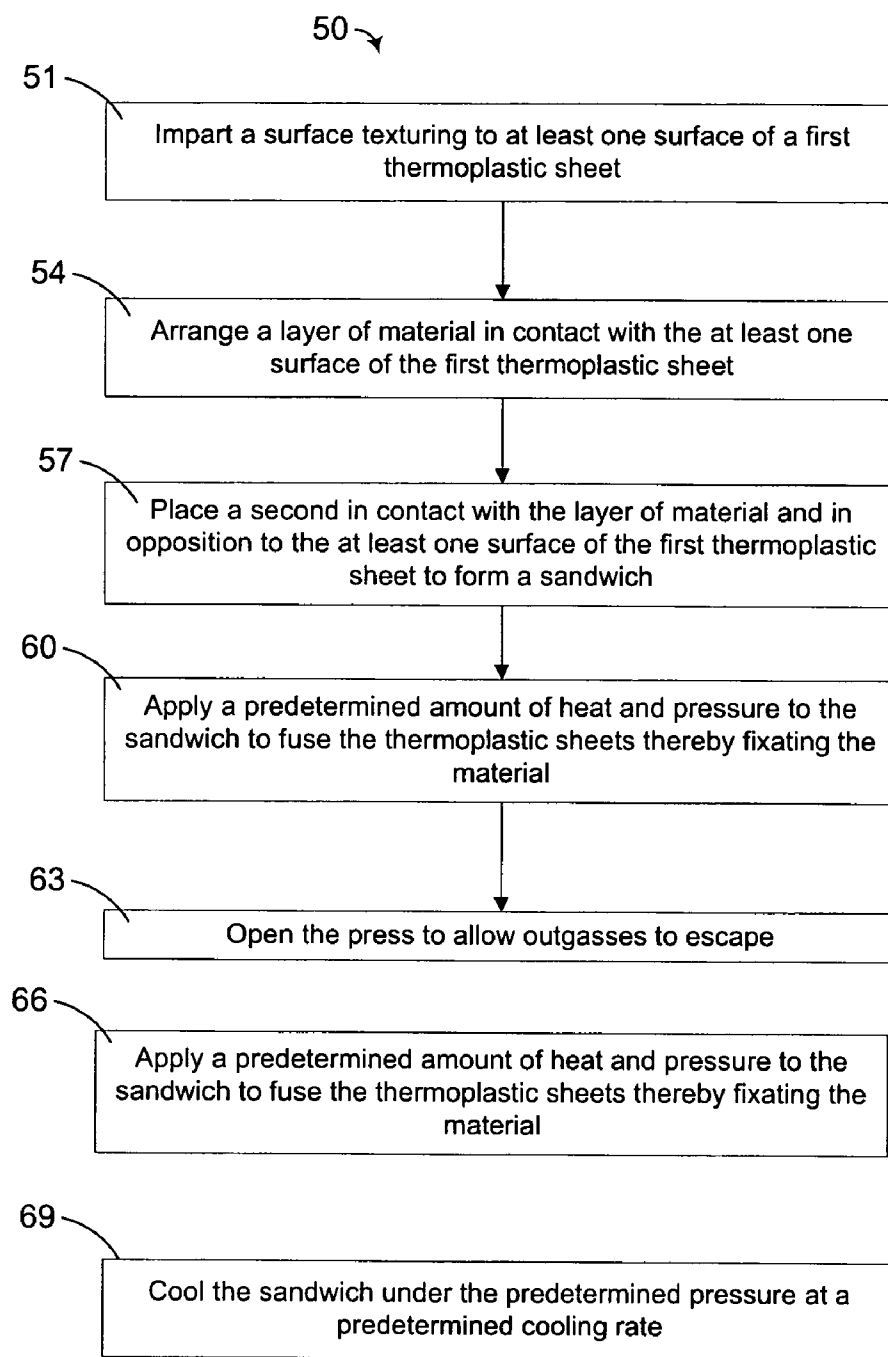 50
51
Impart a surface texturing to at least one surface of a first
thermoplastic sheet
54
Arrange a layer of material in contact with the at least one
surface of the first thermoplastic sheet
57
Place a second in contact with the layer of material and in
opposition to the at least one surface of the first thermoplastic
sheet to form a sandwich
60
Apply a predetermined amount of heat and pressure to the
sandwich to fuse the thermoplastic sheets thereby fixating the
material
63
Open the press to allow outgasses to escape
66
Apply a predetermined amount of heat and pressure to the
sandwich to fuse the thermoplastic sheets thereby fixating the
material
69
Cool the sandwich under the predetermined pressure at a
predetermined cooling rate